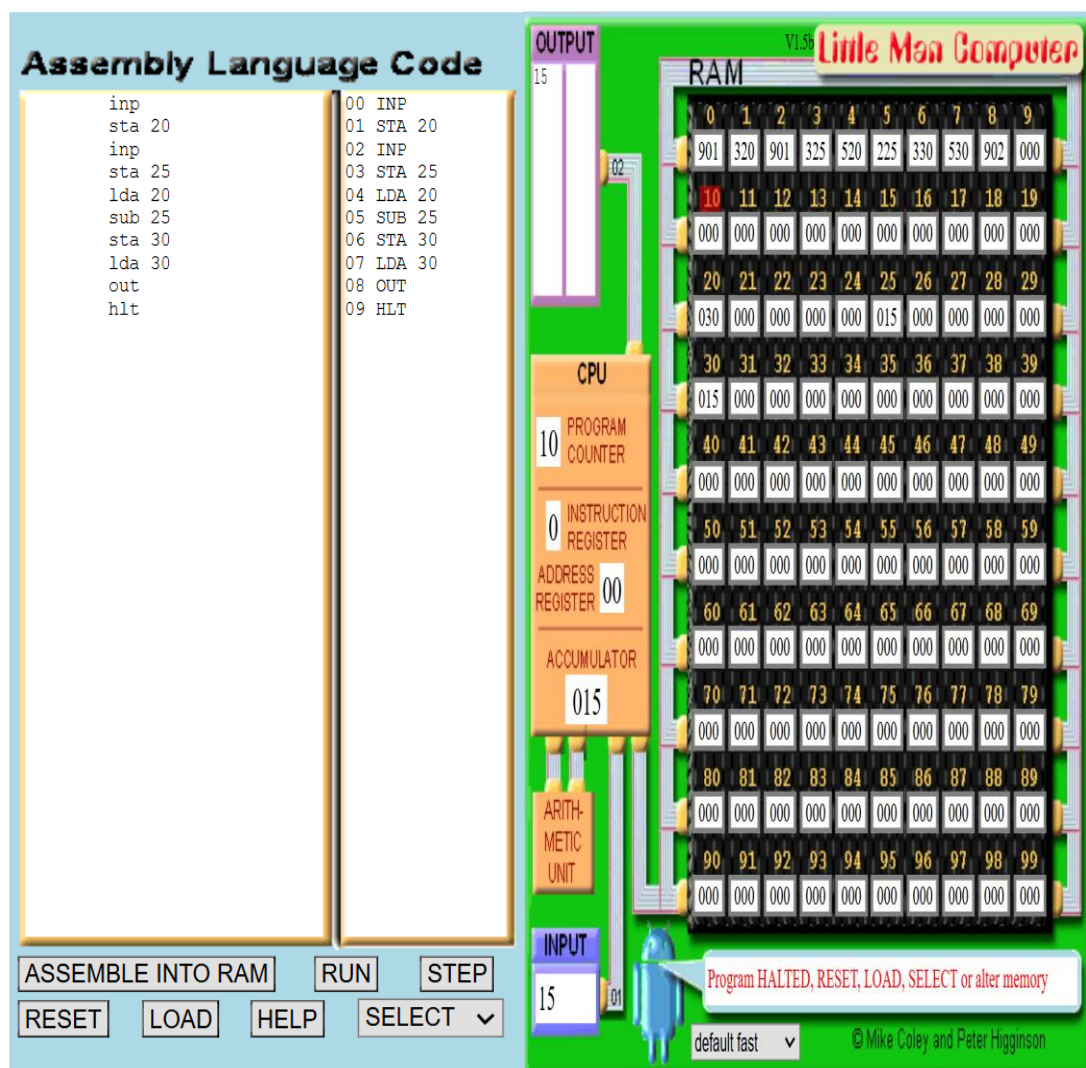 Assembly Language Code
inp
sta 20
inp
sta 25
lda 20
sub 25
sta 30
lda 30
out
hlt
00 INP
01 STA 20
02 INP
03 STA 25
04 LDA 20
05 SUB 25
06 STA 30
07 LDA 30
08 OUT
09 HLT
ASSEMBLE INTO RAM RUN STEP
RESET LOAD HELP SELECT
OUTPUT
15
V1.5b Little Man Computer
RAM
02
0 1 2 3 4 5 6 7 8 9
901 320 901 325 520 225 330 530 902 000
10 11 12 13 14 15 16 17 18 19
000 000 000 000 000 000 000 000 000 000
20 21 22 23 24 25 26 27 28 29
030 000 000 000 000 015 000 000 000 000
30 31 32 33 34 35 36 37 38 39
015 000 000 000 000 000 000 000 000 000
40 41 42 43 44 45 46 47 48 49
000 000 000 000 000 000 000 000 000 000
50 51 52 53 54 55 56 57 58 59
000 000 000 000 000 000 000 000 000 000
60 61 62 63 64 65 66 67 68 69
000 000 000 000 000 000 000 000 000 000
70 71 72 73 74 75 76 77 78 79
000 000 000 000 000 000 000 000 000 000
80 81 82 83 84 85 86 87 88 89
000 000 000 000 000 000 000 000 000 000
90 91 92 93 94 95 96 97 98 99
000 000 000 000 000 000 000 000 000 000
CPU
10 PROGRAM
COUNTER
0 INSTRUCTION
REGISTER
ADDRESS
REGISTER 00
ACCUMULATOR
015
ARITH-
METIC
UNIT
INPUT
15
01
Program HALTED, RESET, LOAD, SELECT or alter memory
default fast
© Mike Coley and Peter Higginson